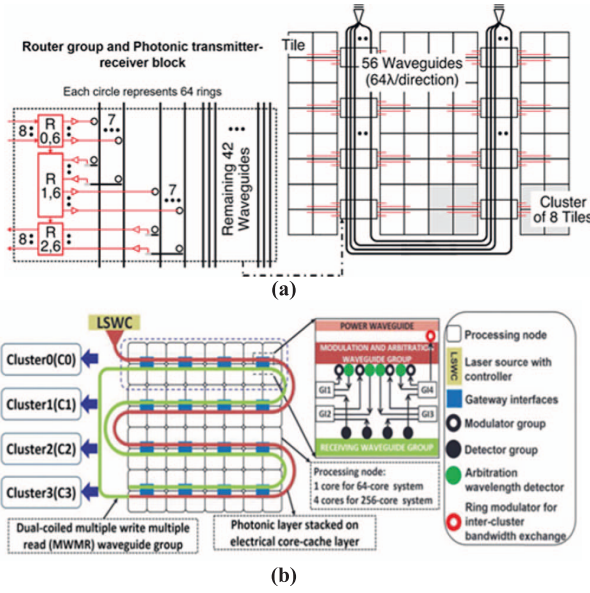 (a)
Router group and Photonic transmitter-
receiver block
Each circle represents 64 rings
8
R
0,6
R
1,6
8
R
2,6
7
7
Remaining 42
Waveguides
Tile
56 Waveguides
(64λ/direction)
Cluster
of 8 Tiles
(a)
(b)
LSWC
Cluster0(C0)
Cluster1(C1)
Cluster2(C2)
Cluster3(C3)
Dual-coiled multiple write multiple
read (MWMR) waveguide group
Photonic layer stacked on
electrical core-cache layer
POWER WAVEGUIDE
MODULATION AND ARBITRATION
WAVEGUIDE GROUP
GI1
GI4
GI2
GI3
RECEIVING WAVEGUIDE GROUP
Processing node:
1 core for 64-core system
4 cores for 256-core system
Processing node
LSWC
Laser source with
controller
Gateway interfaces
Modulator group
Detector group
Arbitration
wavelength detector
Ring modulator for
inter-cluster
bandwidth exchange
(b)